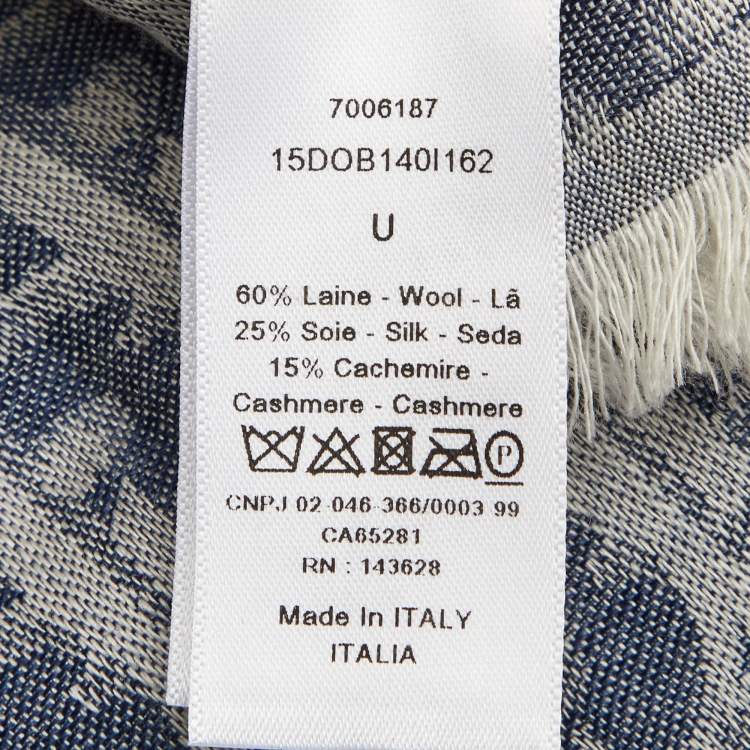 7006187
15DOB140I162
U
60% Laine - Wool - Lã
25% Soie - Silk - Seda
15% Cachemire -
Cashmere - Cashmere
P
CNPJ 02-046-366/0003-99
CA65281
RN : 143628
Made In ITALY
ITALIA